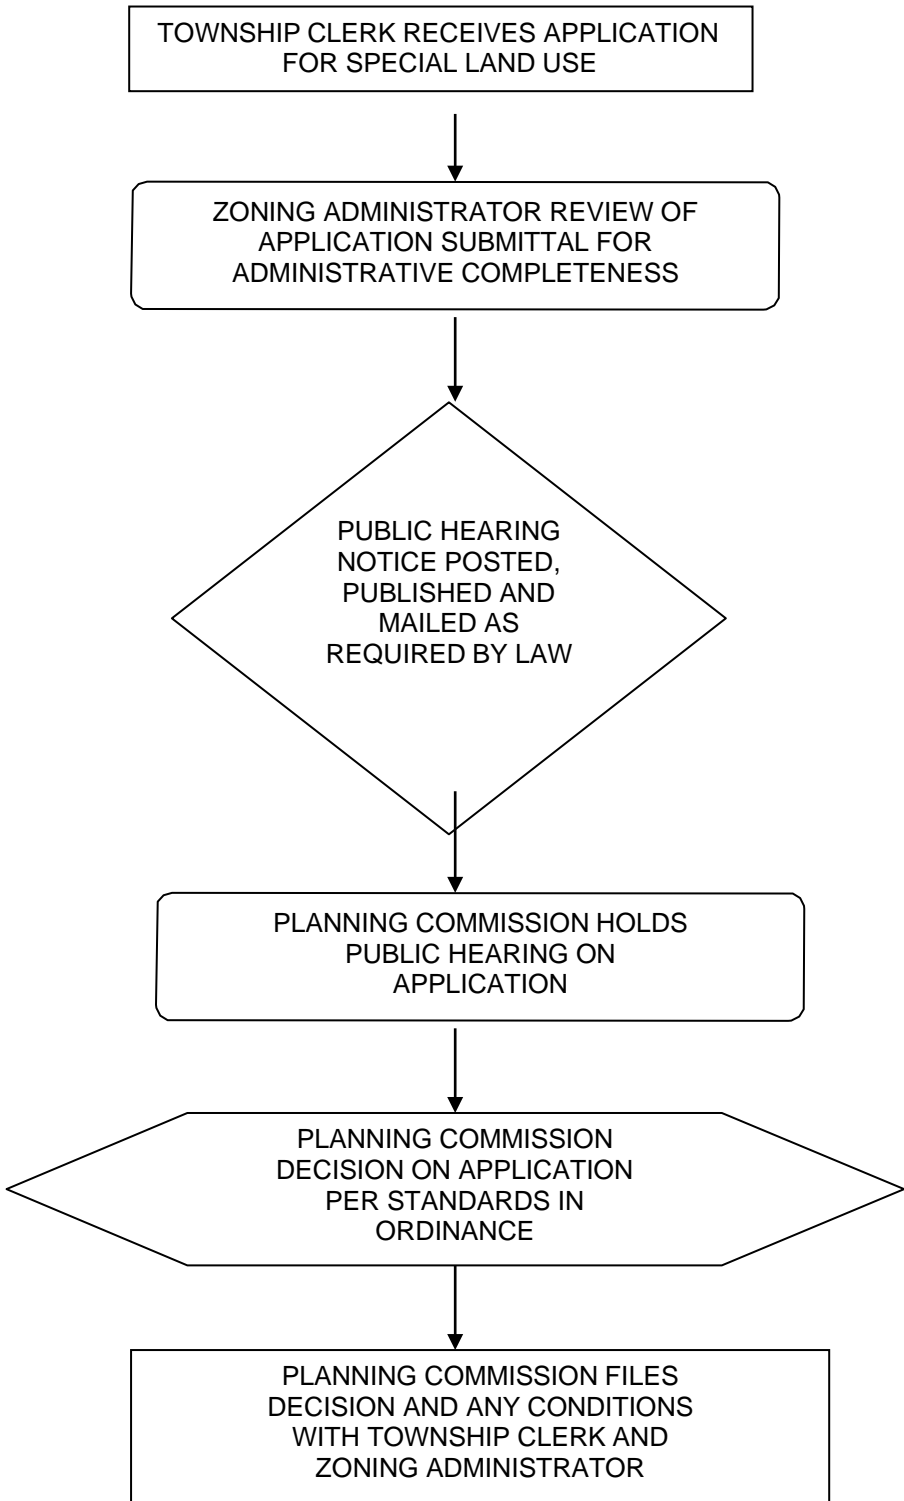 TOWNSHIP CLERK RECEIVES APPLICATION
FOR SPECIAL LAND USE
ZONING ADMINISTRATOR REVIEW OF
APPLICATION SUBMITTAL FOR
ADMINISTRATIVE COMPLETENESS
PUBLIC HEARING
NOTICE POSTED,
PUBLISHED AND
MAILED AS
REQUIRED BY LAW
PLANNING COMMISSION HOLDS
PUBLIC HEARING ON
APPLICATION
PLANNING COMMISSION
DECISION ON APPLICATION
PER STANDARDS IN
ORDINANCE
PLANNING COMMISSION FILES
DECISION AND ANY CONDITIONS
WITH TOWNSHIP CLERK AND
ZONING ADMINISTRATOR